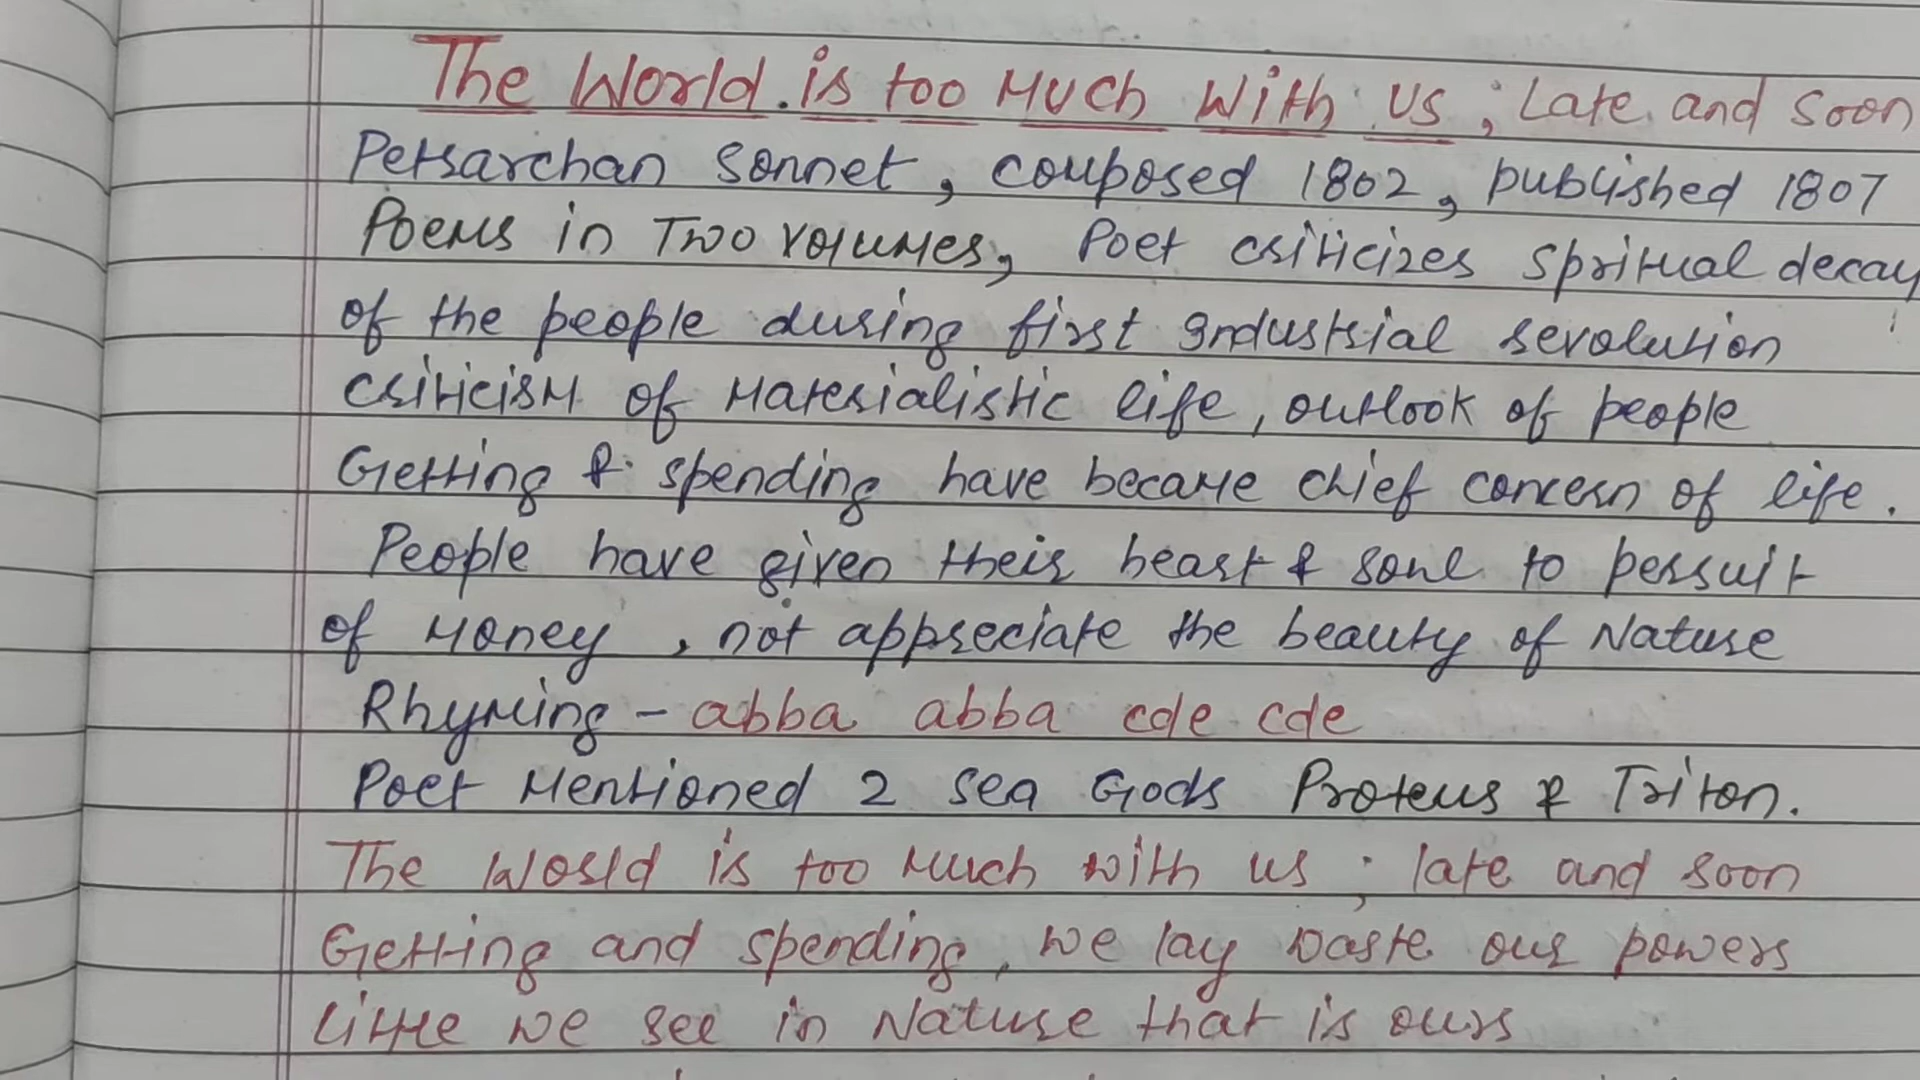 The World is too Much With us ; Late and soon
Petrarchan sonnet , composed 1802 , published 1807
Poems in Two volumes, Poet criticizes spritual decay
of the people during first Industrial revolution
criticism of Materialistic life, outlook of people
Getting & spending have became chief concern of life .
People have given their heart & soul to persuit
of Money , not appreciate the beauty of Nature
Rhyming - abba abba cde cde
Poet Mentioned 2 sea Gods Proteus & Triton.
The World is too Much with us ; late and soon
Getting and spending, we lay waste our powers
Little we see in Nature that is ours